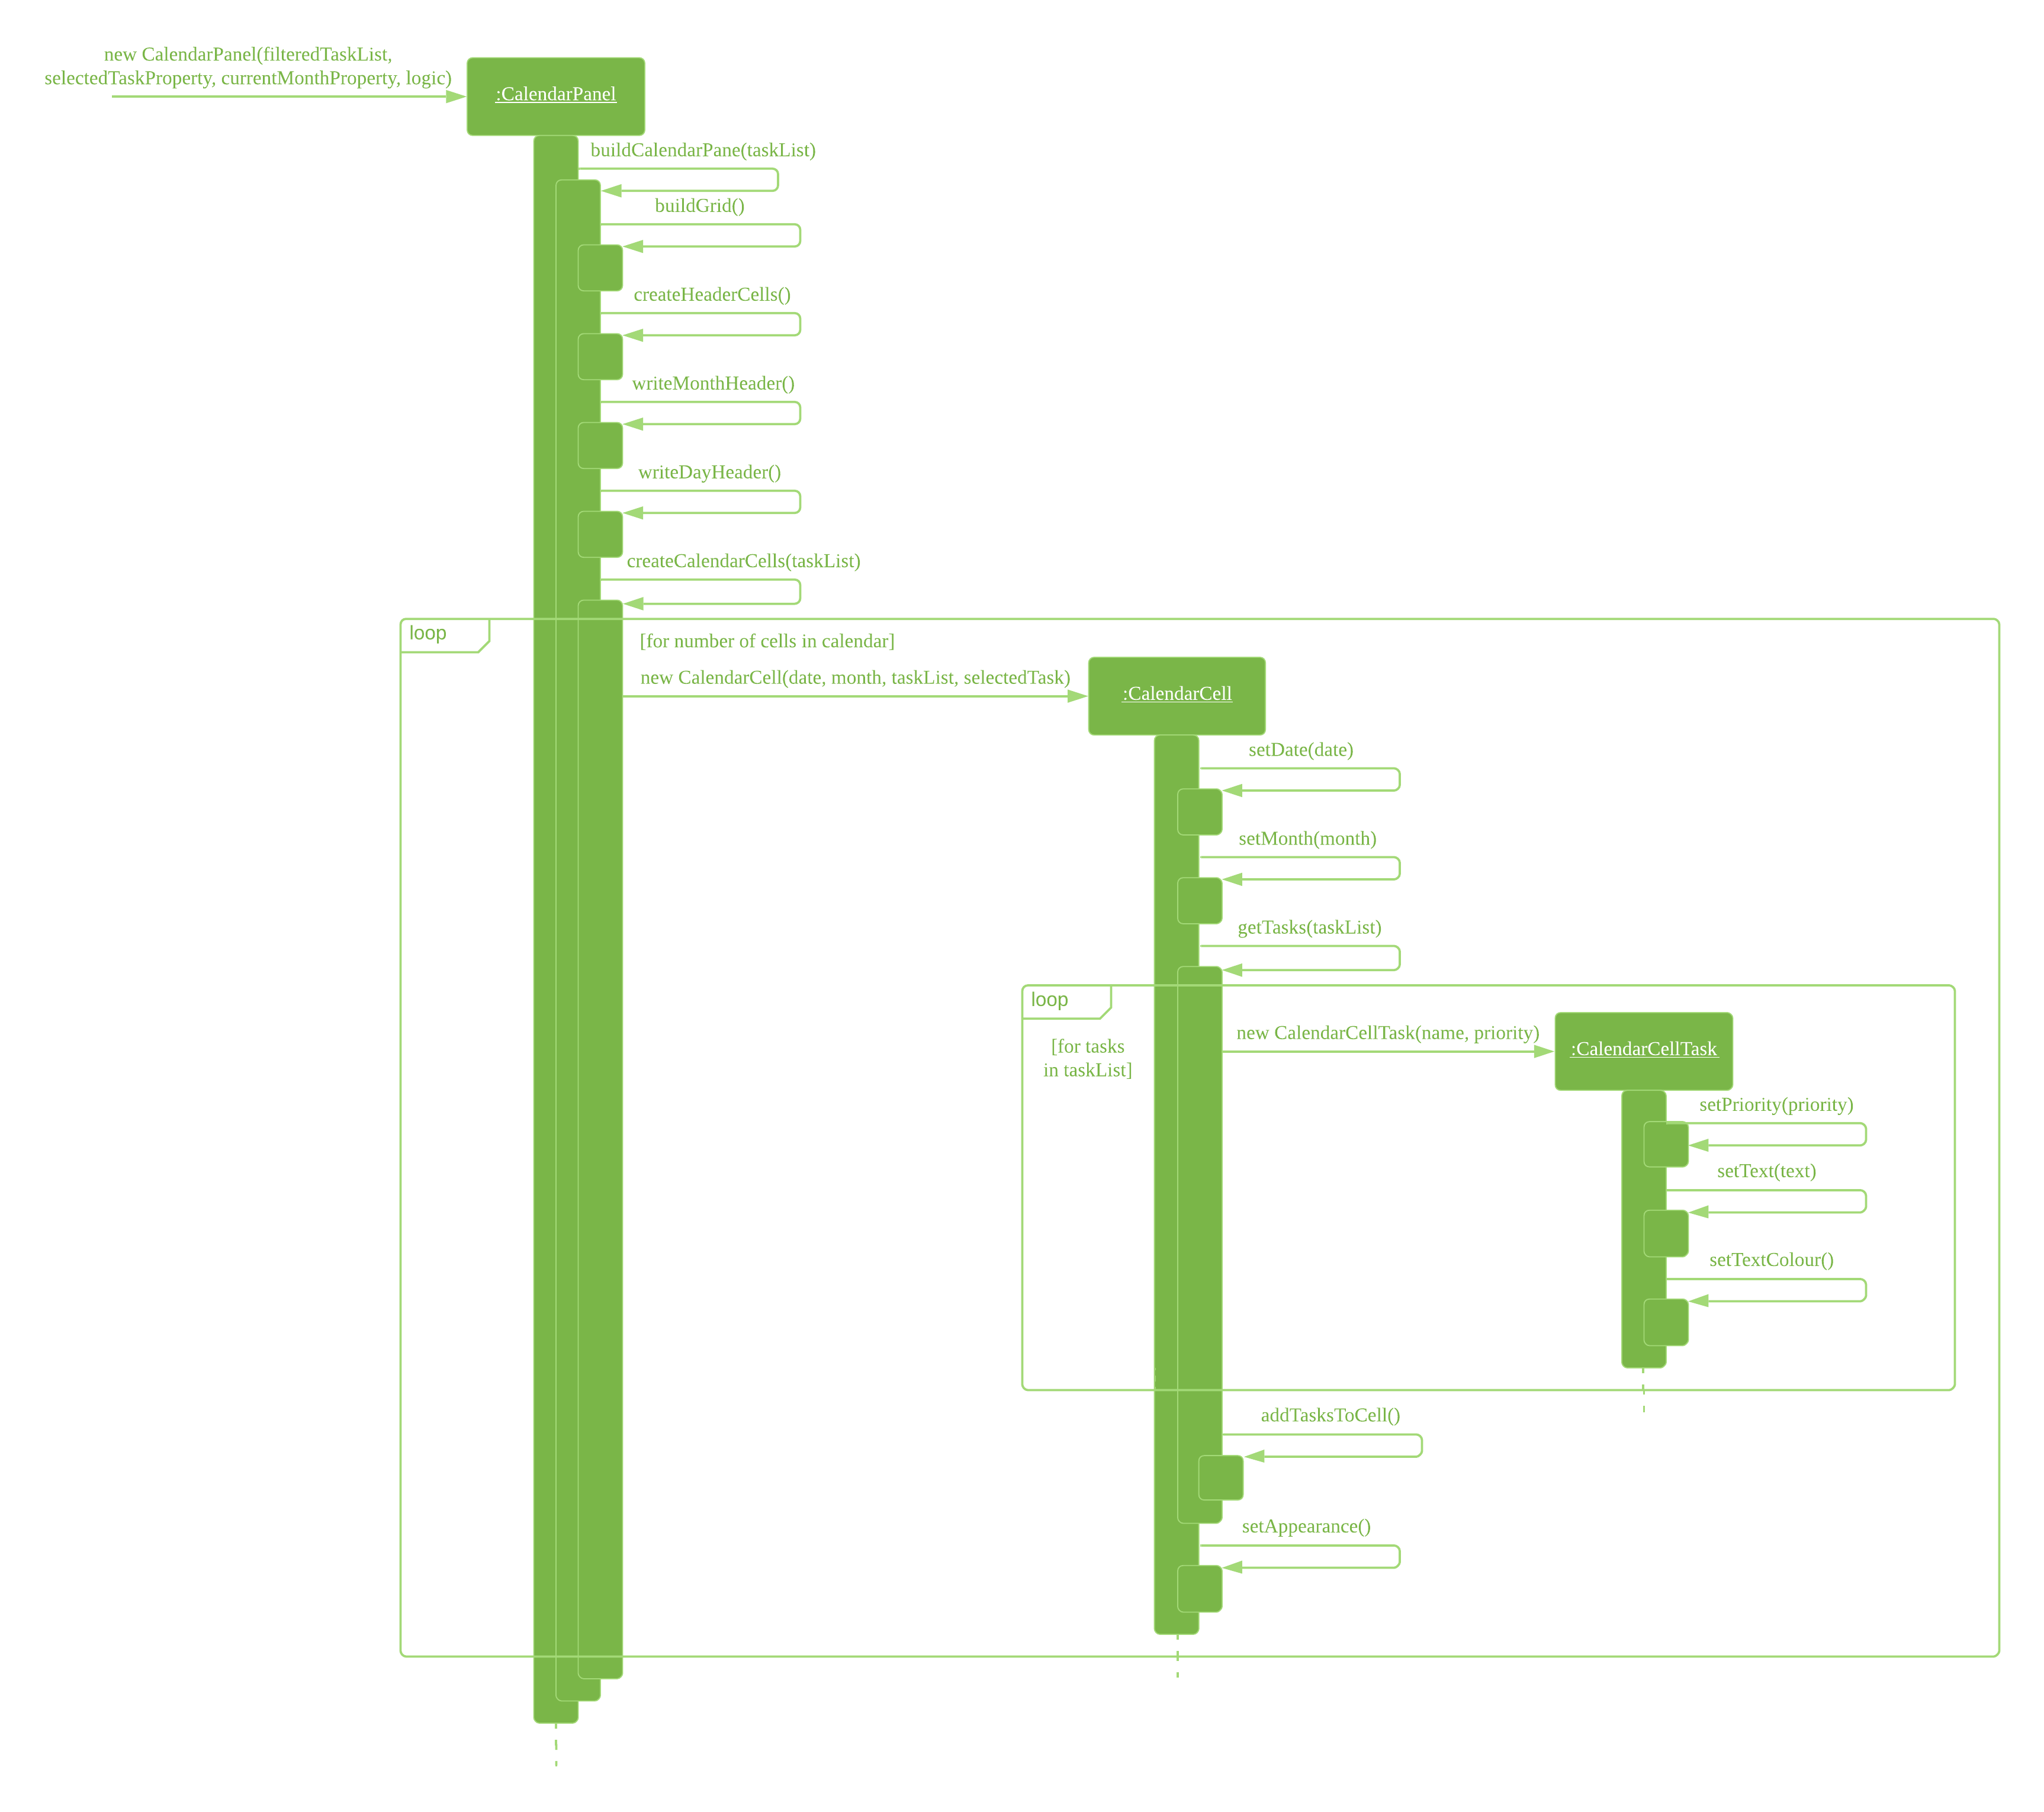 new CalendarPanel(filteredTaskList,
selectedTaskProperty, currentMonthProperty, logic)
:CalendarPanel
buildCalendarPane(taskList)
buildGrid()
createHeaderCells()
writeMonthHeader()
writeDayHeader()
createCalendarCells(taskList)
loop
[for number of cells in calendar]
new CalendarCell(date, month, taskList, selectedTask)
:CalendarCell
setDate(date)
setMonth(month)
getTasks(taskList)
loop
[for tasks
in taskList]
new CalendarCellTask(name, priority)
:CalendarCellTask
setPriority(priority)
setText(text)
setTextColour()
addTasksToCell()
setAppearance()